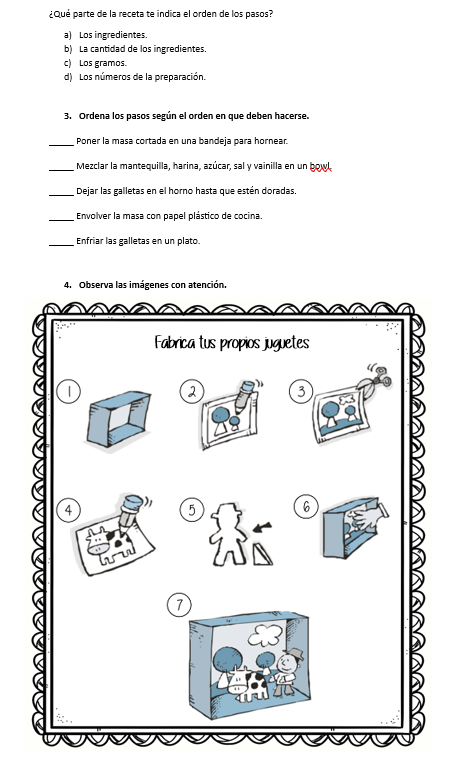 ¿Qué parte de la receta te indica el orden de los pasos?
a) Los ingredientes.
b) La cantidad de los ingredientes.
c) Los gramos.
d) Los números de la preparación.
3. Ordena los pasos según el orden en que deben hacerse.
_____ Poner la masa cortada en una bandeja para hornear.
_____ Mezclar la mantequilla, harina, azúcar, sal y vainilla en un bowl.
_____ Dejar las galletas en el horno hasta que estén doradas.
_____ Envolver la masa con papel plástico de cocina.
_____ Enfriar las galletas en un plato.
4. Observa las imágenes con atención.
Fabrica tus propios juguetes
1
2
3
4
5
6
7